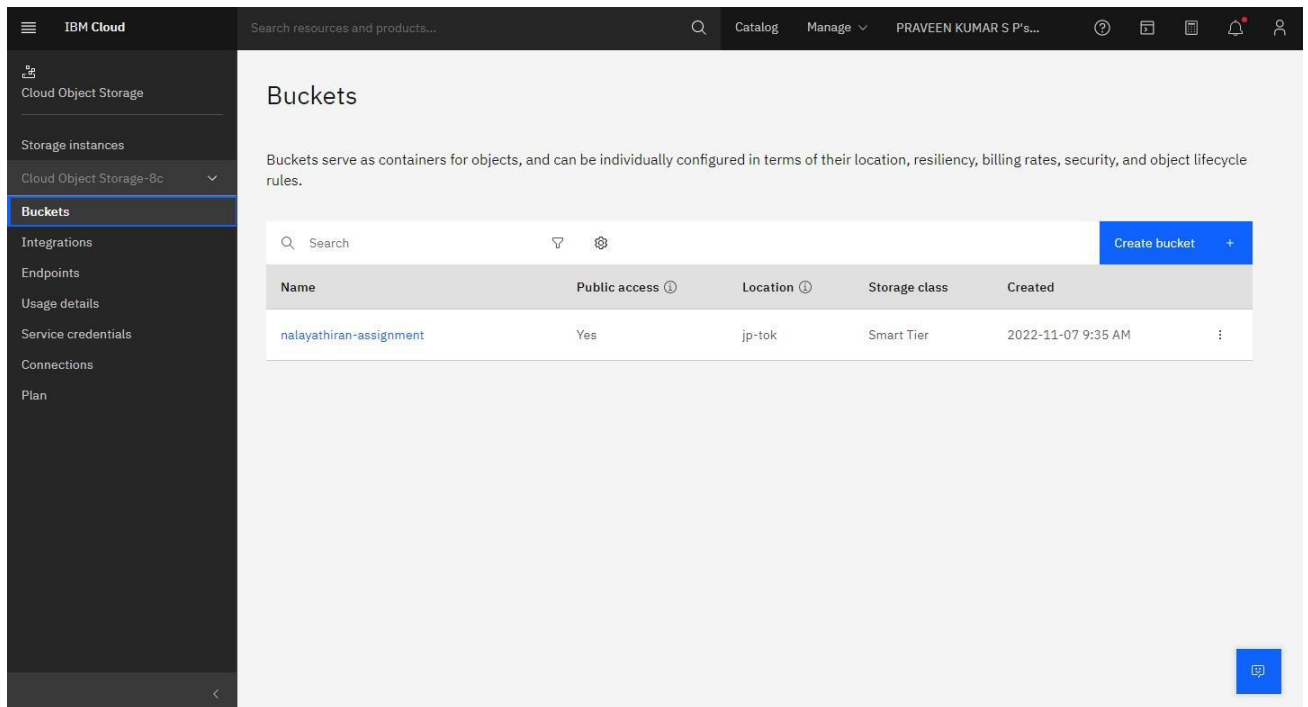 IBM Cloud
Search resources and products...
Catalog
Manage
PRAVEEN KUMAR S P's...
Cloud Object Storage
Storage instances
Cloud Object Storage-8c
Buckets
Integrations
Endpoints
Usage details
Service credentials
Connections
Plan
Buckets
Buckets serve as containers for objects, and can be individually configured in terms of their location, resiliency, billing rates, security, and object lifecycle
rules.
Search
Create bucket +
Name Public access Location Storage class Created
nalayathiran-assignment Yes jp-tok Smart Tier 2022-11-07 9:35 AM